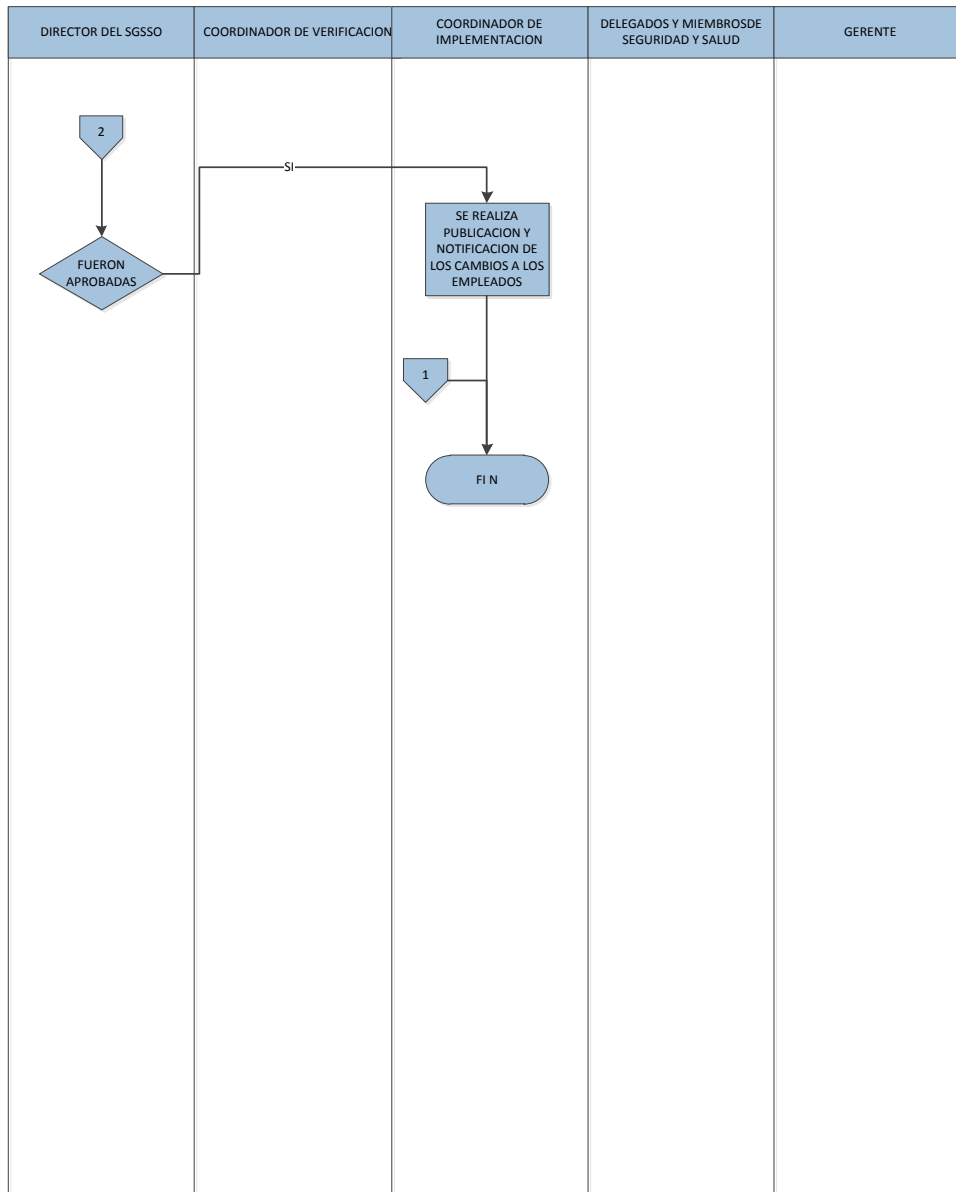 DIRECTOR DEL SGSSO
COORDINADOR DE VERIFICACION
COORDINADOR DE
IMPLEMENTACION
DELEGADOS Y MIEMBROSDE
SEGURIDAD Y SALUD
GERENTE
2
SI
FUERON
APROBADAS
SE REALIZA
PUBLICACION Y
NOTIFICACION DE
LOS CAMBIOS A LOS
EMPLEADOS
1
FI N